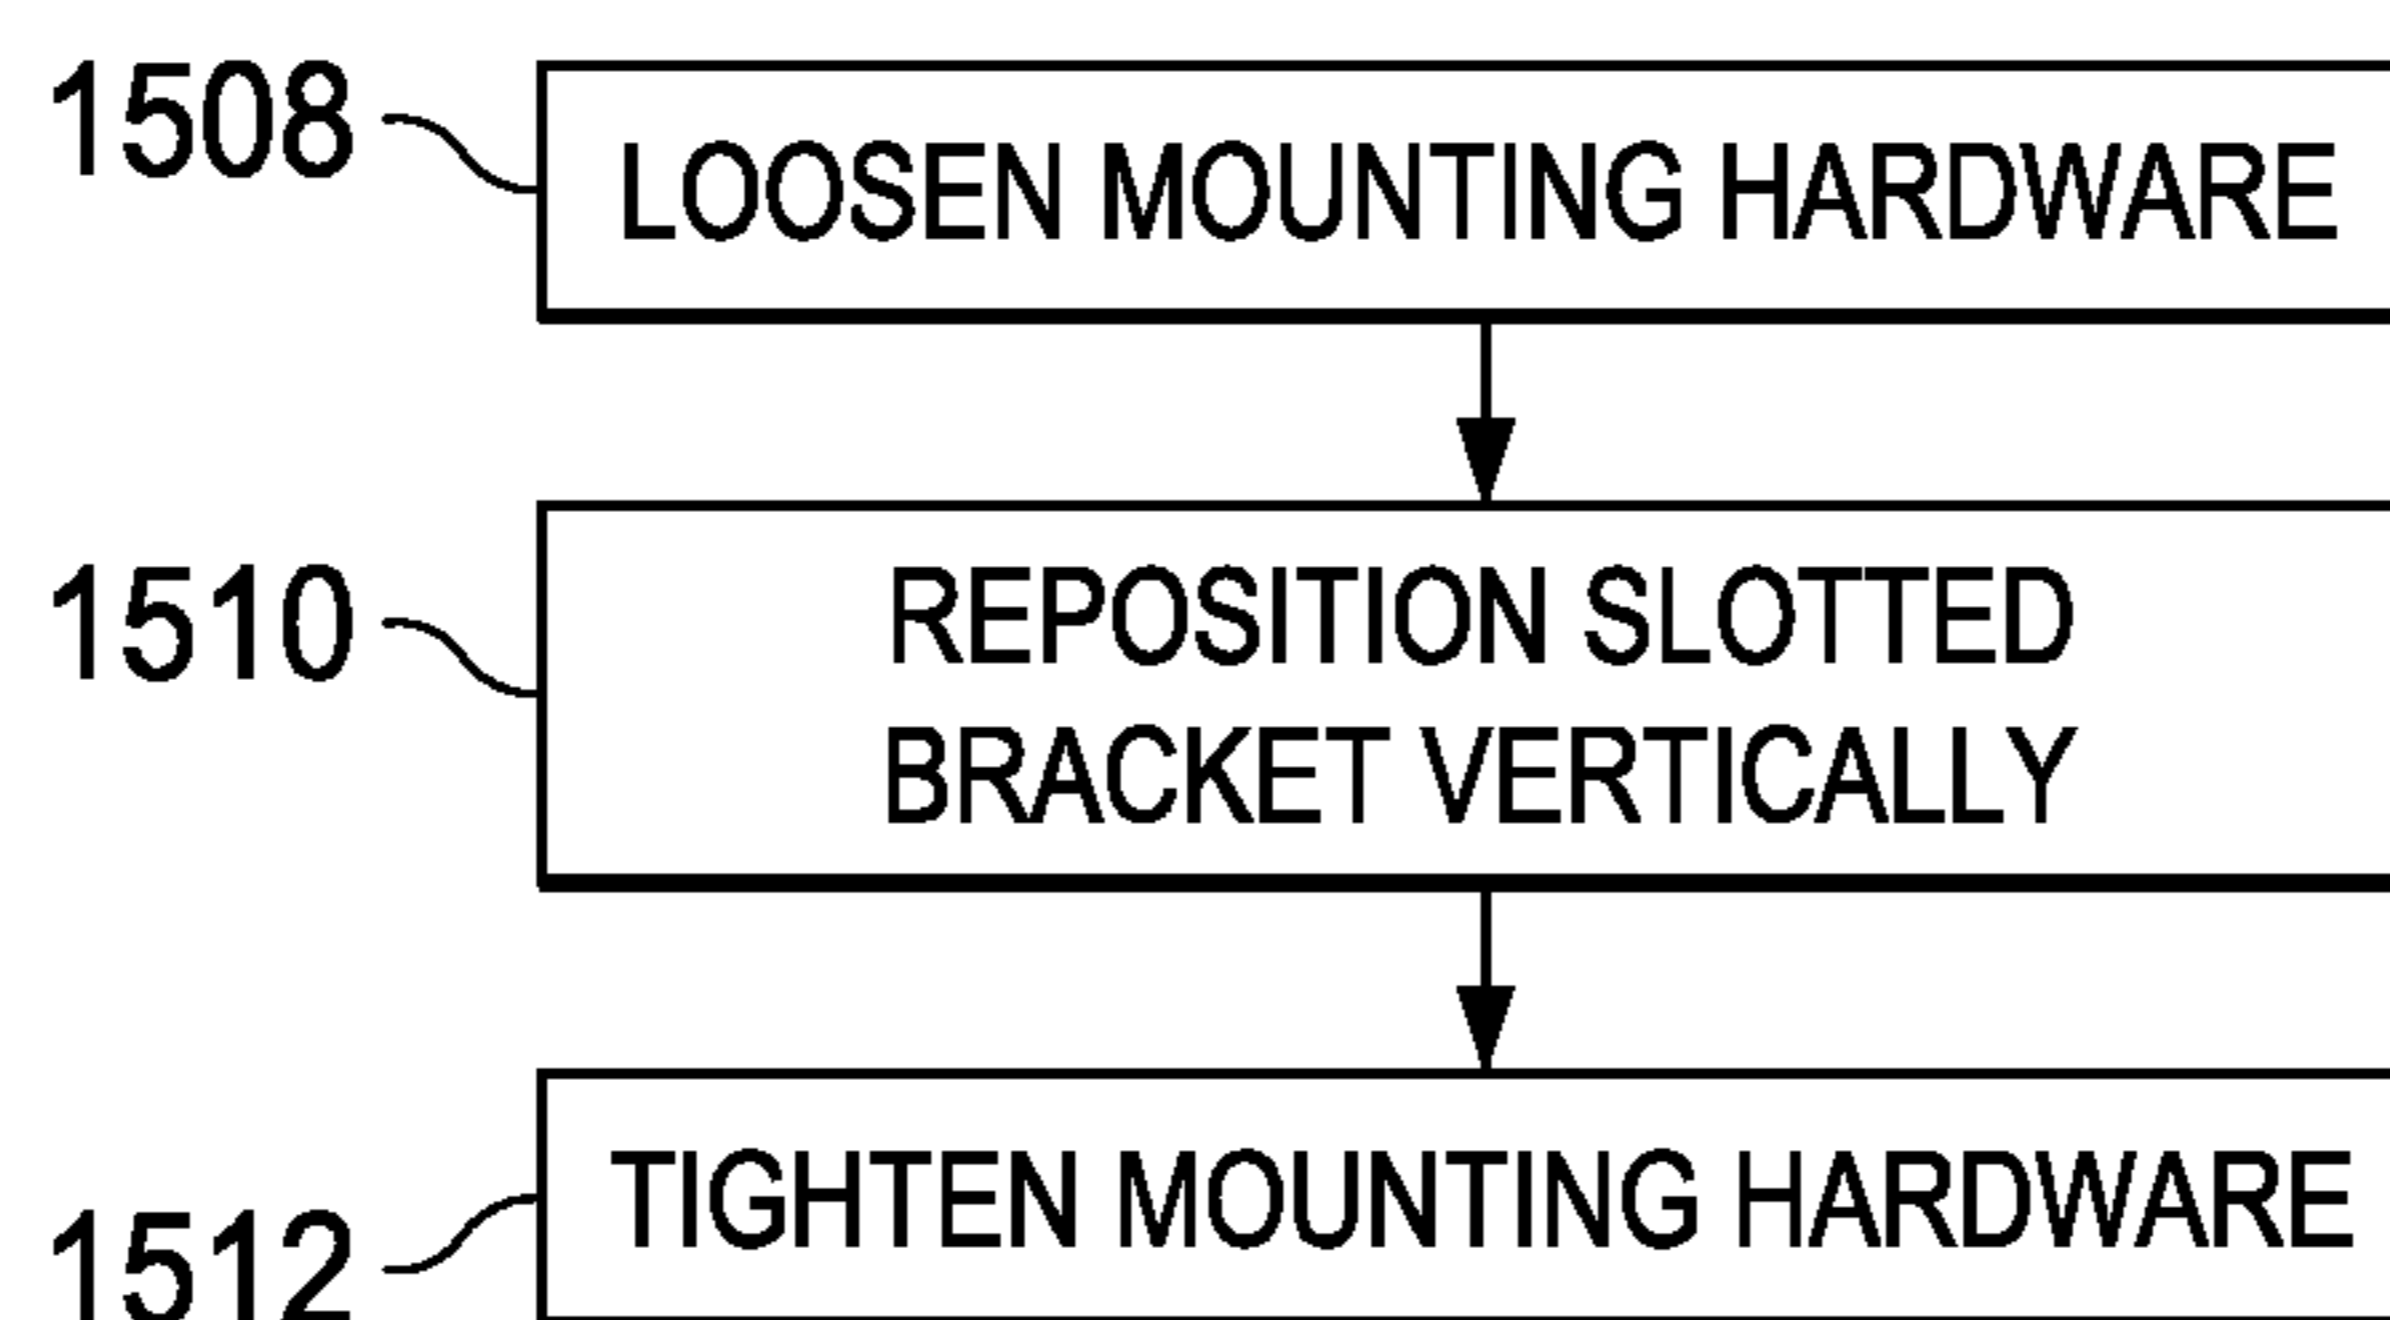 1508
LOOSEN MOUNTING HARDWARE
1510
REPOSITION SLOTTED
BRACKET VERTICALLY
TIGHTEN MOUNTING HARDWARE
1512